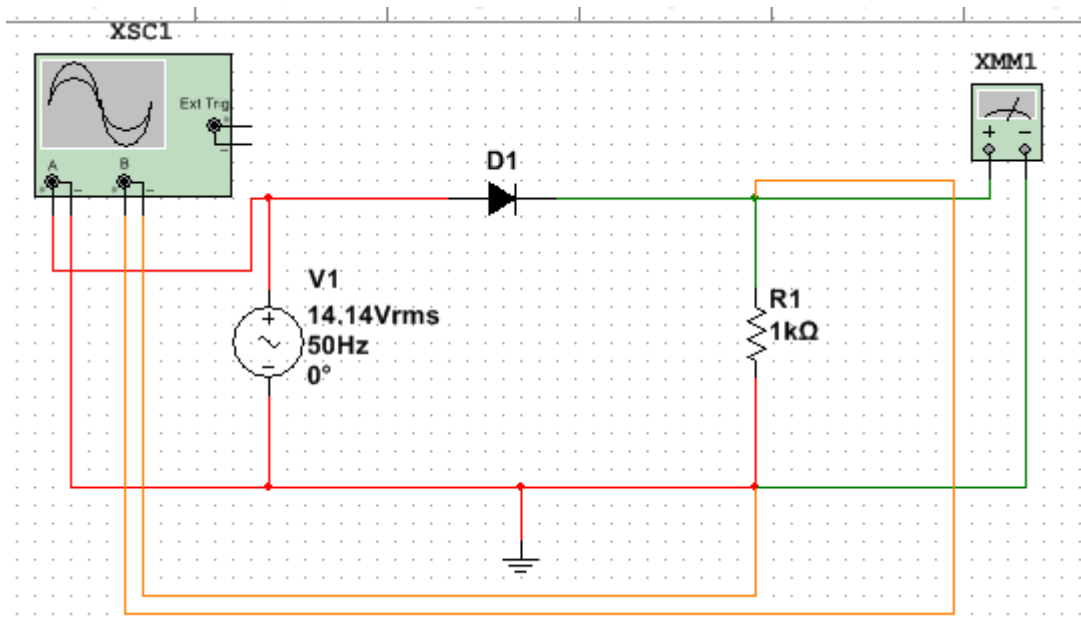 XSC1
XMM1
Ext Trig
+
_
A
B
+
_
+
_
+ −
D1
V1
+
−
14.14Vrms
50Hz
0°
R1
1kΩ